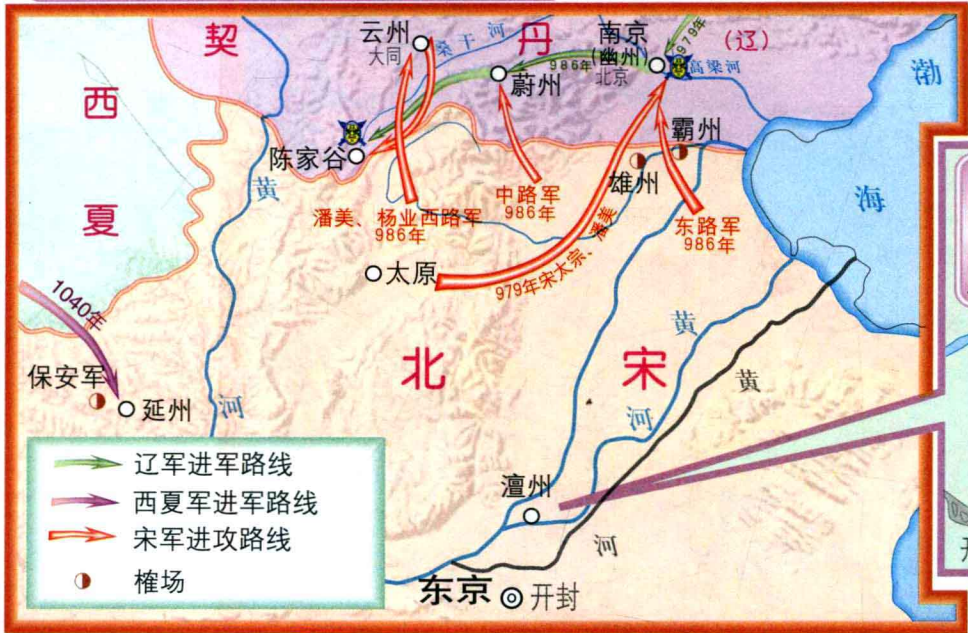 契
丹
(辽)
云州
大同
桑干河
986年
南京
(幽州)
北京
979年
高梁河
渤
海
西
夏
蔚州
霸州
陈家谷
雄州
黄
河
潘美、杨业西路军
986年
中路军
986年
东路军
986年
979年宋太宗、潘美
太原
1040年
北
宋
黄
河
黄
河
保安军
延州
澶州
东京
开封
辽军进军路线
西夏军进军路线
宋军进攻路线
榷场